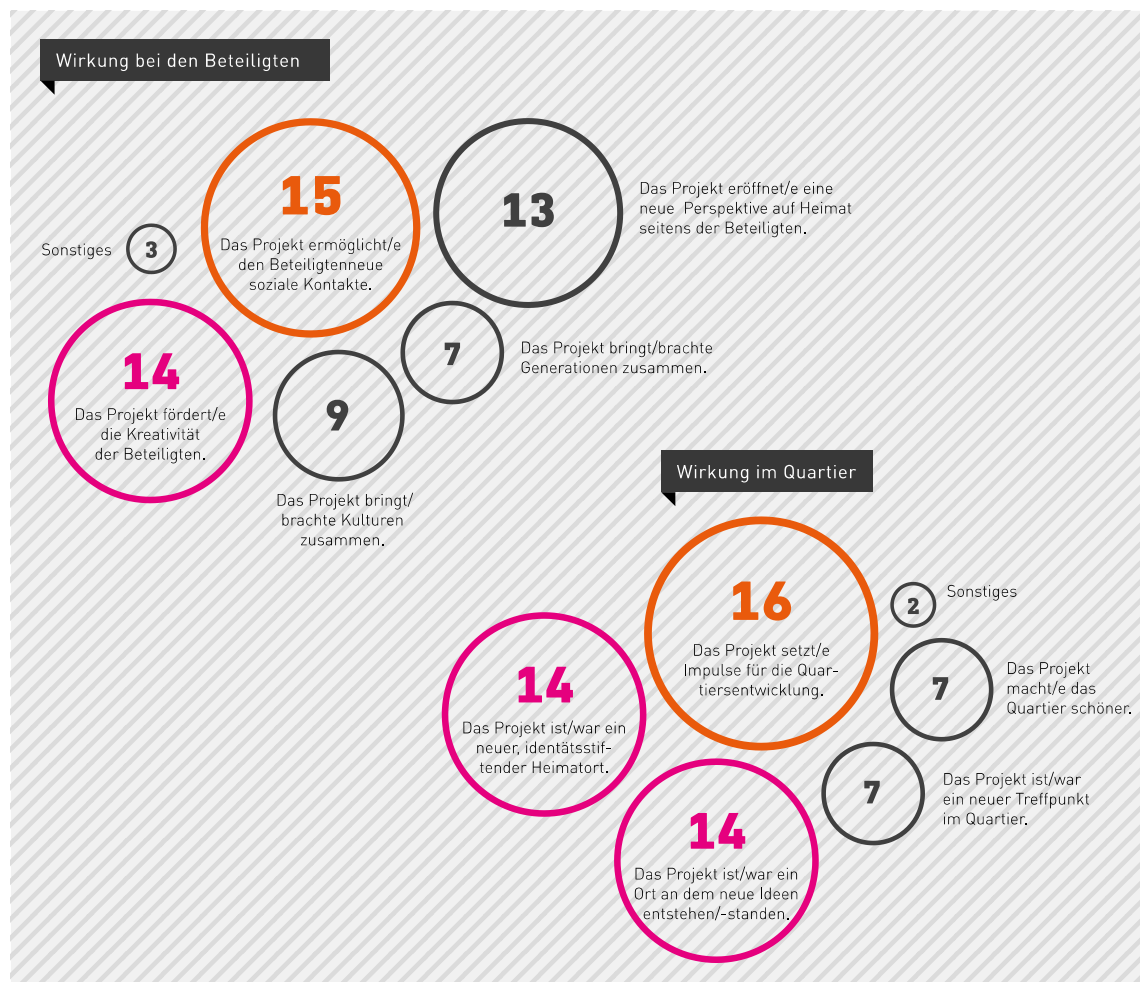 Wirkung bei den Beteiligten
15
Das Projekt ermöglicht/e
den Beteiligtenneue
soziale Kontakte.
13
Das Projekt eröffnet/e eine
neue Perspektive auf Heimat
seitens der Beteiligten.
Sonstiges
3
14
Das Projekt fördert/e
die Kreativität
der Beteiligten.
7
Das Projekt bringt/brachte
Generationen zusammen.
9
Das Projekt bringt/
brachte Kulturen
zusammen.
Wirkung im Quartier
16
Das Projekt setzt/e
Impulse für die Quar-
tiersentwicklung.
2
Sonstiges
14
Das Projekt ist/war ein
neuer, identätsstif-
tender Heimatort.
7
Das Projekt
macht/e das
Quartier schöner.
7
Das Projekt ist/war
ein neuer Treffpunkt
im Quartier.
14
Das Projekt ist/war ein
Ort an dem neue Ideen
entstehen/-standen.